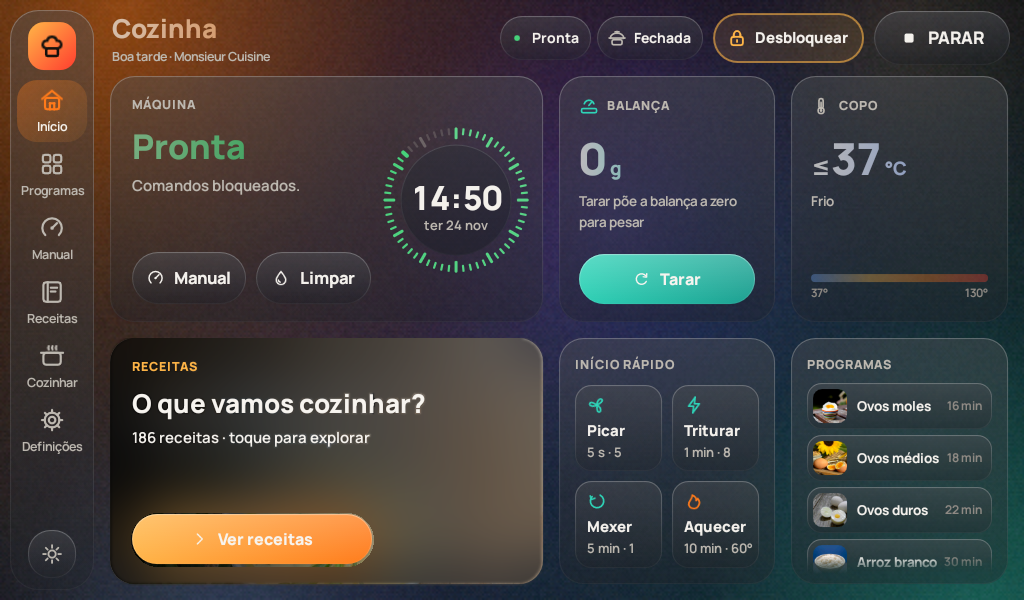 Cozinha
Boa tarde · Monsieur Cuisine
Pronta
Fechada
Desbloquear
PARAR
Início
Programas
Manual
Receitas
Cozinhar
Definições
MÁQUINA
Pronta
Comandos bloqueados.
14:50
ter 24 nov
Manual
Limpar
BALANÇA
0 g
Tarar põe a balança a zero
para pesar
Tarar
COPO
≤37 °C
Frio
37°
130°
RECEITAS
O que vamos cozinhar?
186 receitas · toque para explorar
Ver receitas
INÍCIO RÁPIDO
Picar
5 s · 5
Triturar
1 min · 8
Mexer
5 min · 1
Aquecer
10 min · 60°
PROGRAMAS
Ovos moles 16 min
Ovos médios 18 min
Ovos duros 22 min
Arroz branco 30 min